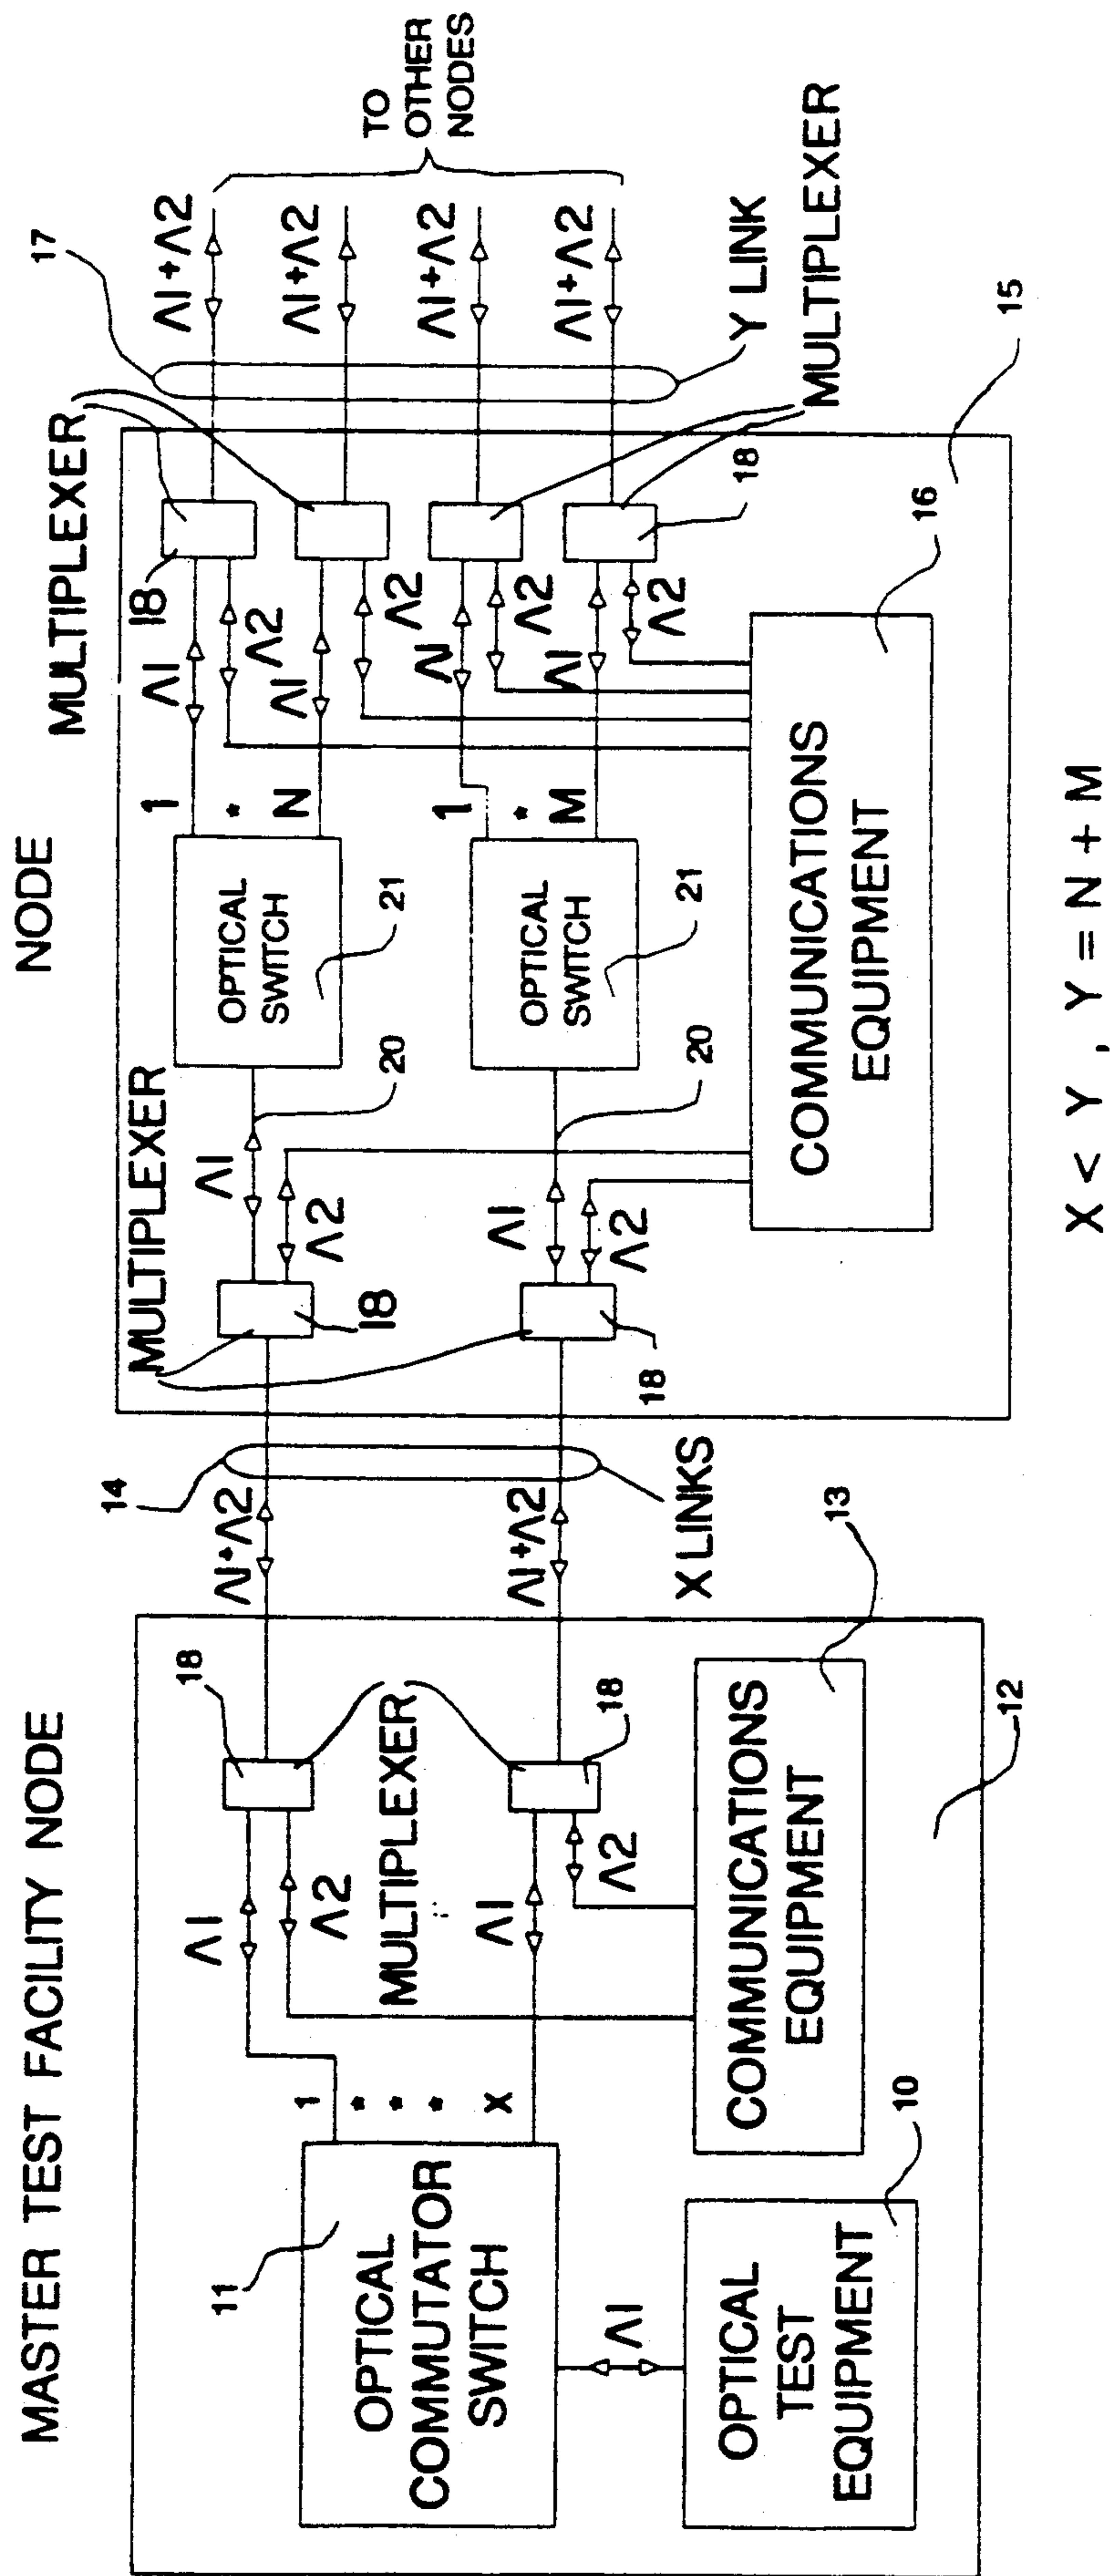 MASTER TEST FACILITY NODE
11
OPTICAL
COMMUTATOR
SWITCH
1
*
*
*
X
Λ1
OPTICAL
TEST
EQUIPMENT
10
Λ1
Λ2
18
MULTIPLEXER
Λ1
Λ2
18
COMMUNICATIONS
EQUIPMENT
13
12
14
Λ1+Λ2
Λ1+Λ2
X LINKS
NODE
MULTIPLEXER
18
Λ1
Λ2
20
18
Λ1
Λ2
20
OPTICAL
SWITCH
21
OPTICAL
SWITCH
21
1
*
N
1
*
M
MULTIPLEXER
18
Λ1
Λ2
Λ1
Λ2
Λ1
Λ2
Λ1
Λ2
18
COMMUNICATIONS
EQUIPMENT
16
15
17
Λ1+Λ2
Λ1+Λ2
Λ1+Λ2
Λ1+Λ2
TO
OTHER
NODES
Y LINK
MULTIPLEXER
X < Y , Y = N + M